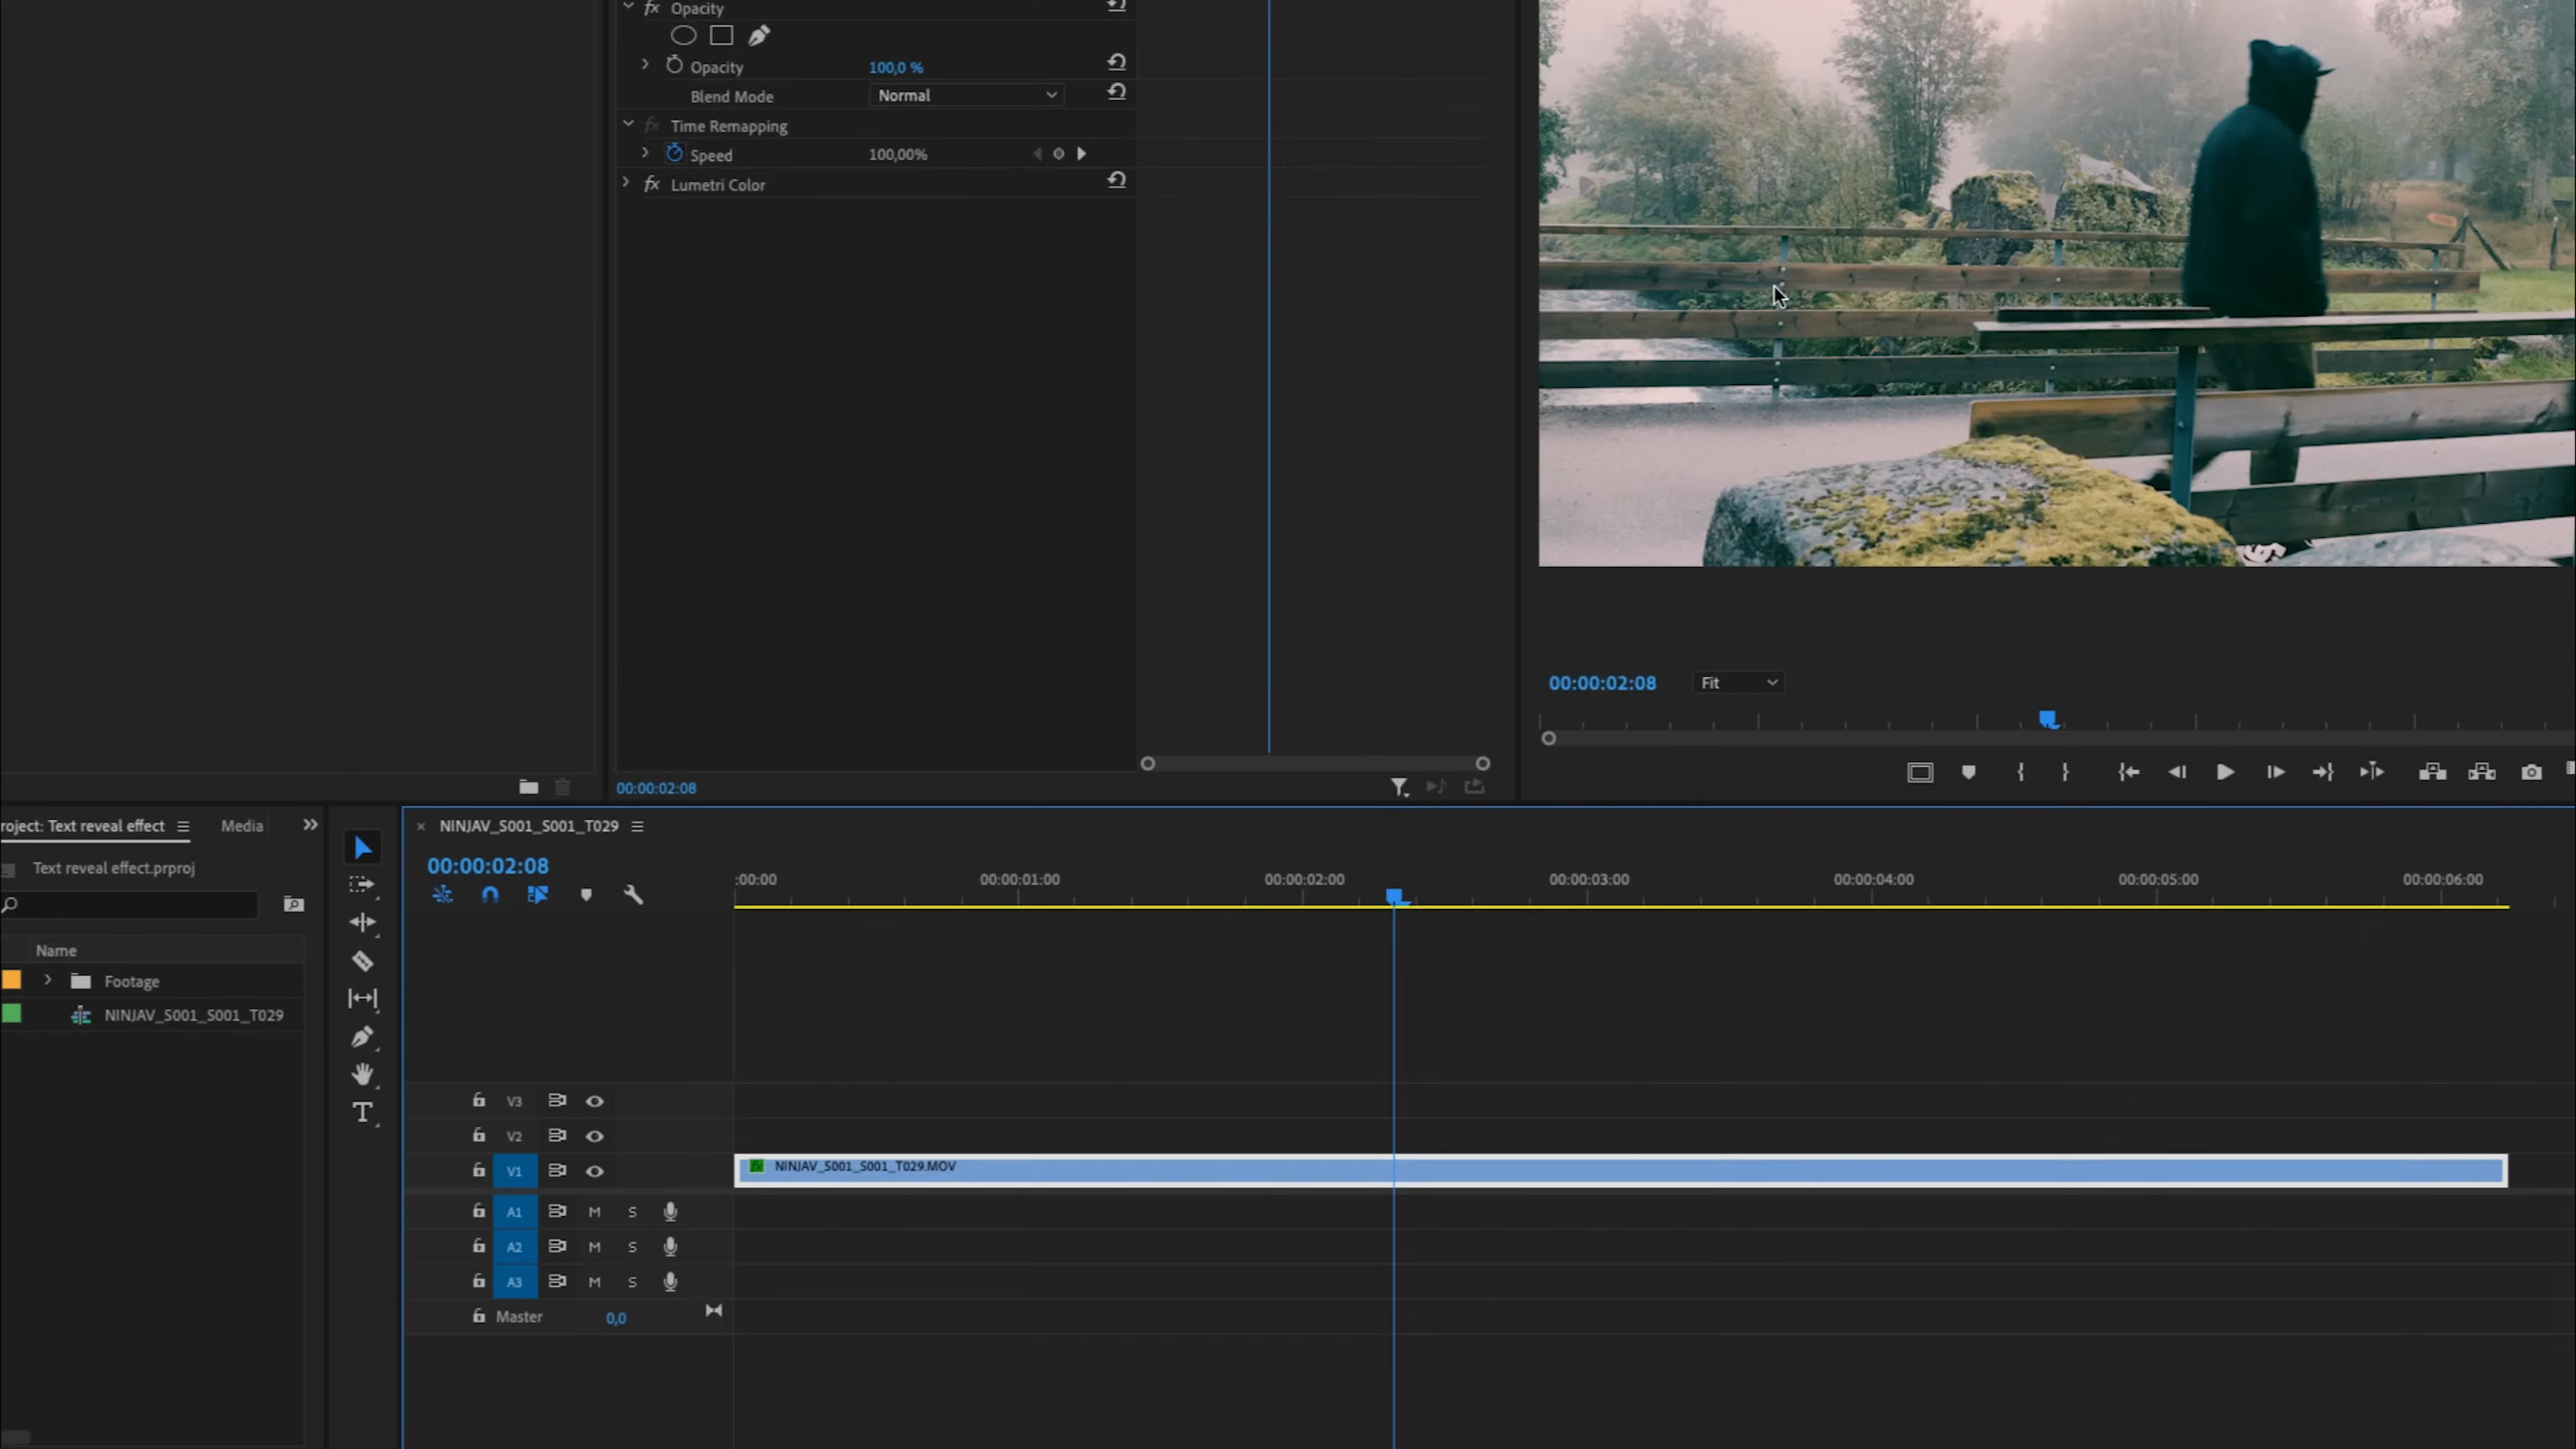 fx Opacity
Opacity 100,0 %
Blend Mode Normal
fx Time Remapping
Speed 100,00%
fx Lumetri Color
00:00:02:08 Fit
00:00:02:08
roject: Text reveal effect Media
Text reveal effect.prproj
Name
Footage
NINJAV_S001_S001_T029
NINJAV_S001_S001_T029
00:00:02:08
:00:00 00:00:01:00 00:00:02:00 00:00:03:00 00:00:04:00 00:00:05:00 00:00:06:00
V3
V2
V1 fx NINJAV_S001_S001_T029.MOV
A1 M S
A2 M S
A3 M S
Master 0,0